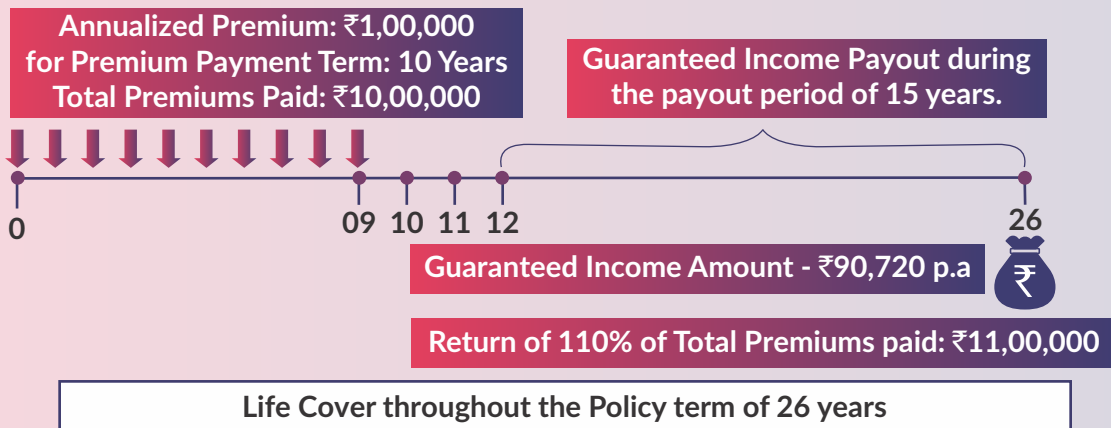 Annualized Premium: ₹1,00,000
for Premium Payment Term: 10 Years
Total Premiums Paid: ₹10,00,000
Guaranteed Income Payout during
the payout period of 15 years.
0
09
10
11
12
26
Guaranteed Income Amount - ₹90,720 p.a
₹
Return of 110% of Total Premiums paid: ₹11,00,000
Life Cover throughout the Policy term of 26 years